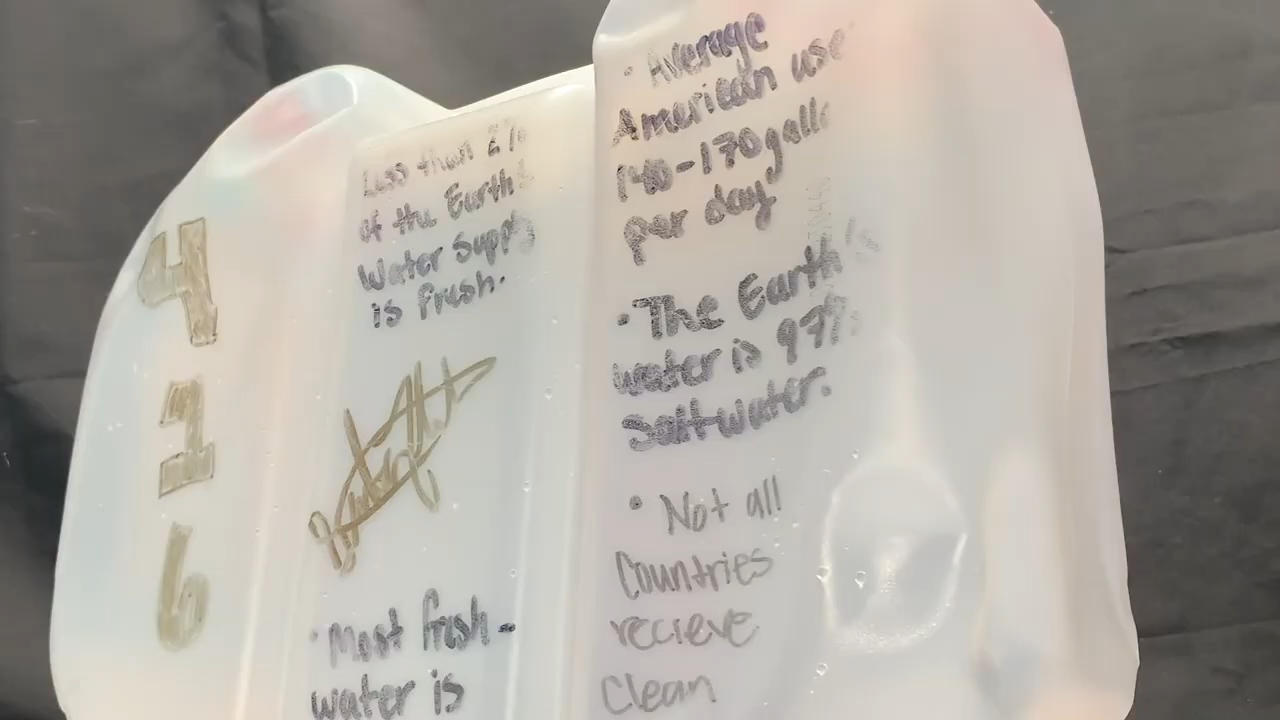 4
1
6
Less than 2%
of the Earth's
Water Supply
is fresh.
• Most fresh-
water is
• Average
American use
140-170 gallo
per day
• The Earth's
water is 97%
Saltwater.
• Not all
Countries
recieve
Clean